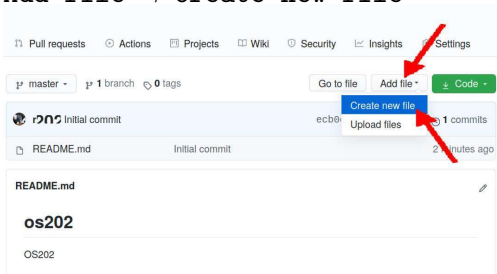 Add file → Create new file
Pull requests Actions Projects Wiki Security Insights Settings
master 1 branch 0 tags Go to file Add file Code
Create new file
Upload files
Initial commit 1 commits
README.md Initial commit 2 minutes ago
README.md
os202
OS202